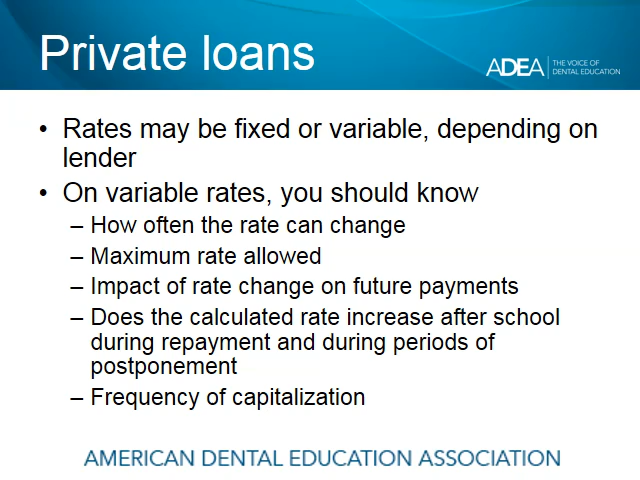 Private loans
ADEA
THE VOICE OF
DENTAL EDUCATION
• Rates may be fixed or variable, depending on
lender
• On variable rates, you should know
– How often the rate can change
– Maximum rate allowed
– Impact of rate change on future payments
– Does the calculated rate increase after school
during repayment and during periods of
postponement
– Frequency of capitalization
AMERICAN DENTAL EDUCATION ASSOCIATION